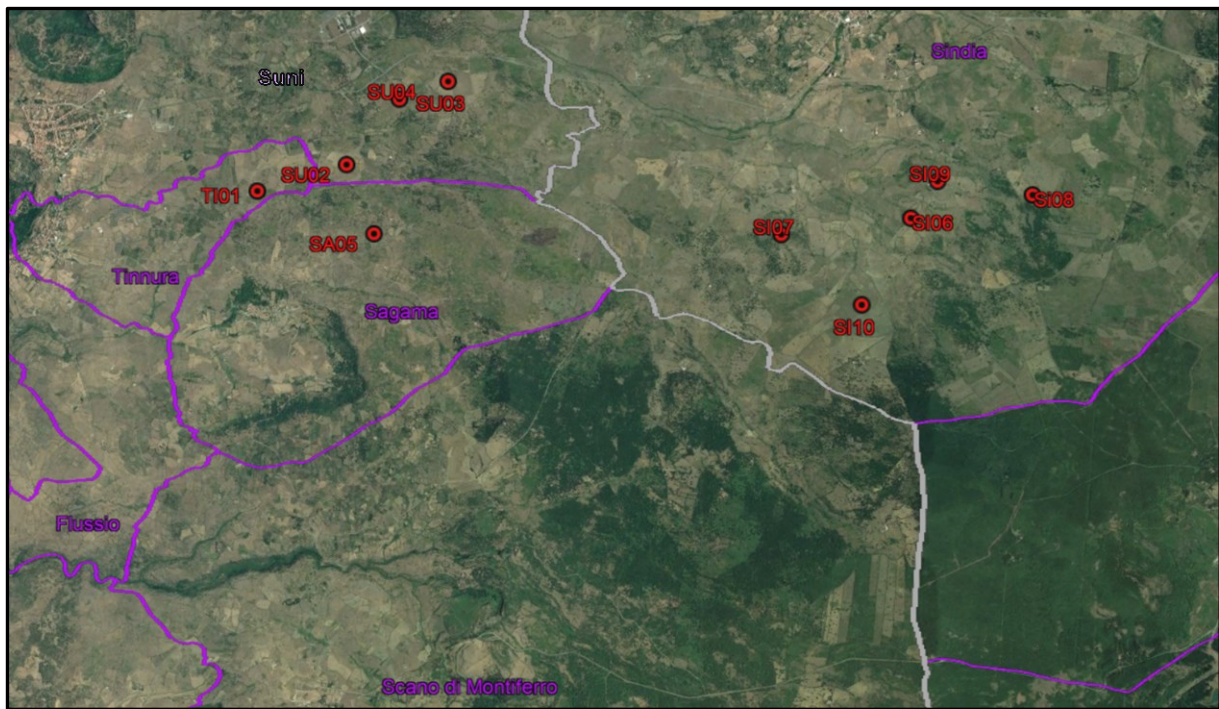 Sindia
Suni
SU04
SU03
SU02
SI09
TI01
SI08
SI06
SI07
SA05
Tinnura
Sagama
SI10
Flussio
Scano di Montiferro